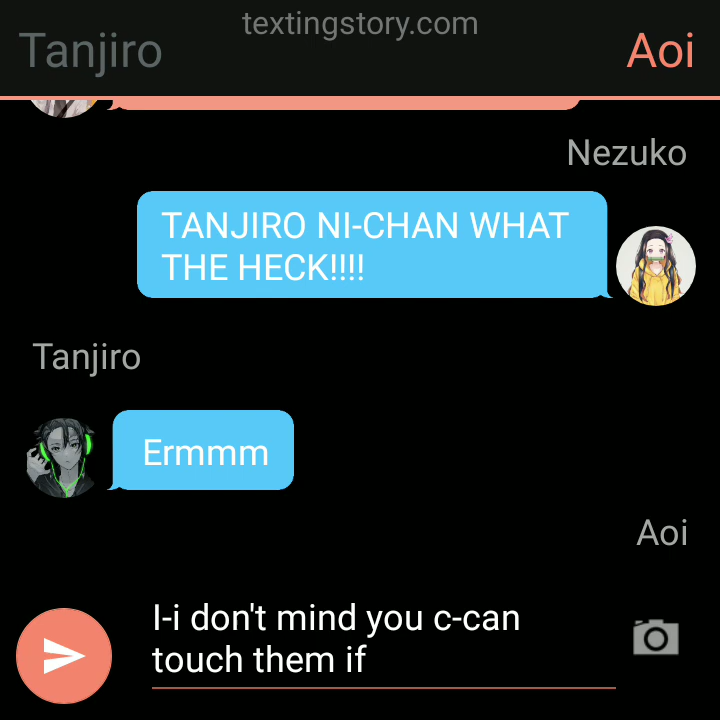 textingstory.com
Tanjiro
Aoi
Nezuko
TANJIRO NI-CHAN WHAT
THE HECK!!!!
Tanjiro
Ermmm
Aoi
I-i don't mind you c-can
touch them if